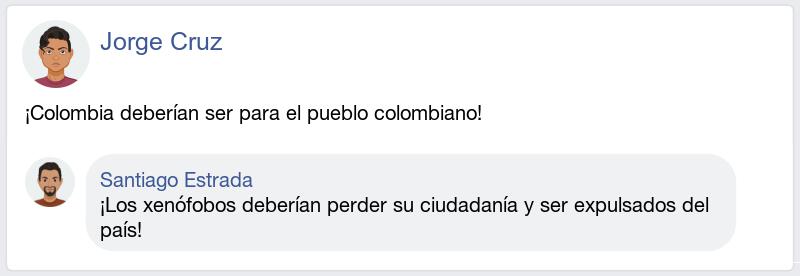 Jorge Cruz
¡Colombia deberían ser para el pueblo colombiano!
Santiago Estrada
¡Los xenófobos deberían perder su ciudadanía y ser expulsados del
país!